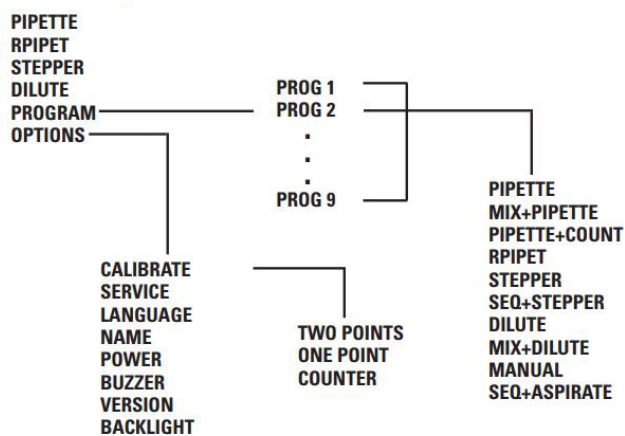 PIPETTE
RPIPET
STEPPER
DILUTE
PROGRAM
OPTIONS
PROG 1
PROG 2
.
.
.
PROG 9
PIPETTE
MIX+PIPETTE
PIPETTE+COUNT
RPIPET
STEPPER
SEQ+STEPPER
DILUTE
MIX+DILUTE
MANUAL
SEQ+ASPIRATE
CALIBRATE
SERVICE
LANGUAGE
NAME
POWER
BUZZER
VERSION
BACKLIGHT
TWO POINTS
ONE POINT
COUNTER